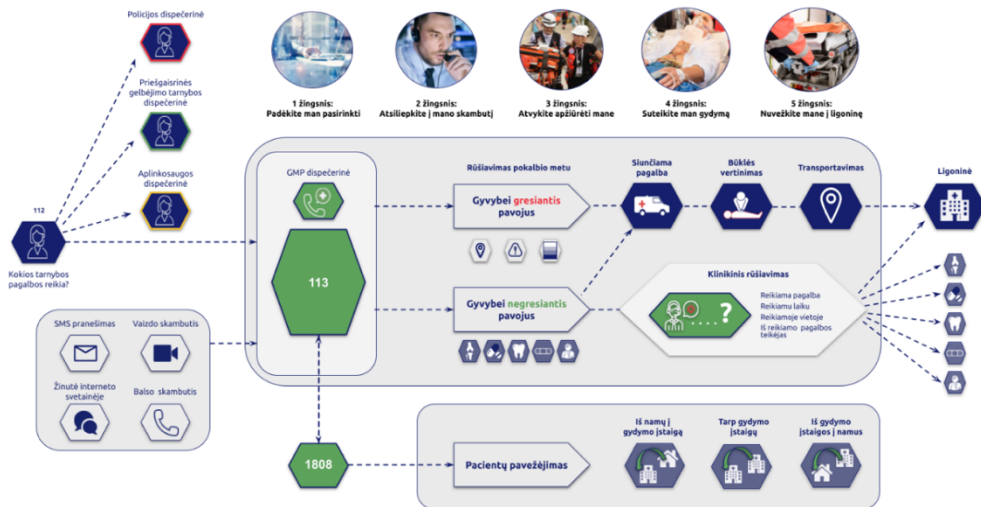 Policijos dispečerinė
Priešgaisrinės
gelbėjimo tarnybos
dispečerinė
Aplinkosaugos
dispečerinė
112
Kokios tarnybos
pagalbos reikia?
1 žingsnis:
Padėkite man pasirinkti
2 žingsnis:
Atsiliepkite į mano skambutį
3 žingsnis:
Atvykite apžiūrėti mane
4 žingsnis:
Suteikite man gydymą
5 žingsnis:
Nuvežkite mane į ligoninę
GMP dispečerinė
113
Rūšiavimas pokalbio metu
Gyvybei gresiantis
pavojus
Siunčiama
pagalba
Būklės
vertinimas
Transportavimas
Ligoninė
Gyvybei negresiantis
pavojus
Klinikinis rūšiavimas
....?
Reikiama pagalba
Reikiamu laiku
Reikiamoje vietoje
Iš reikiamo pagalbos
teikėjas
SMS pranešimas
Vaizdo skambutis
Žinutė interneto
svetainėje
Balso skambutis
1808
Pacientų pavežėjimas
Iš namų į
gydymo įstaigą
Tarp gydymo
įstaigų
Iš gydymo
įstaigos į namus